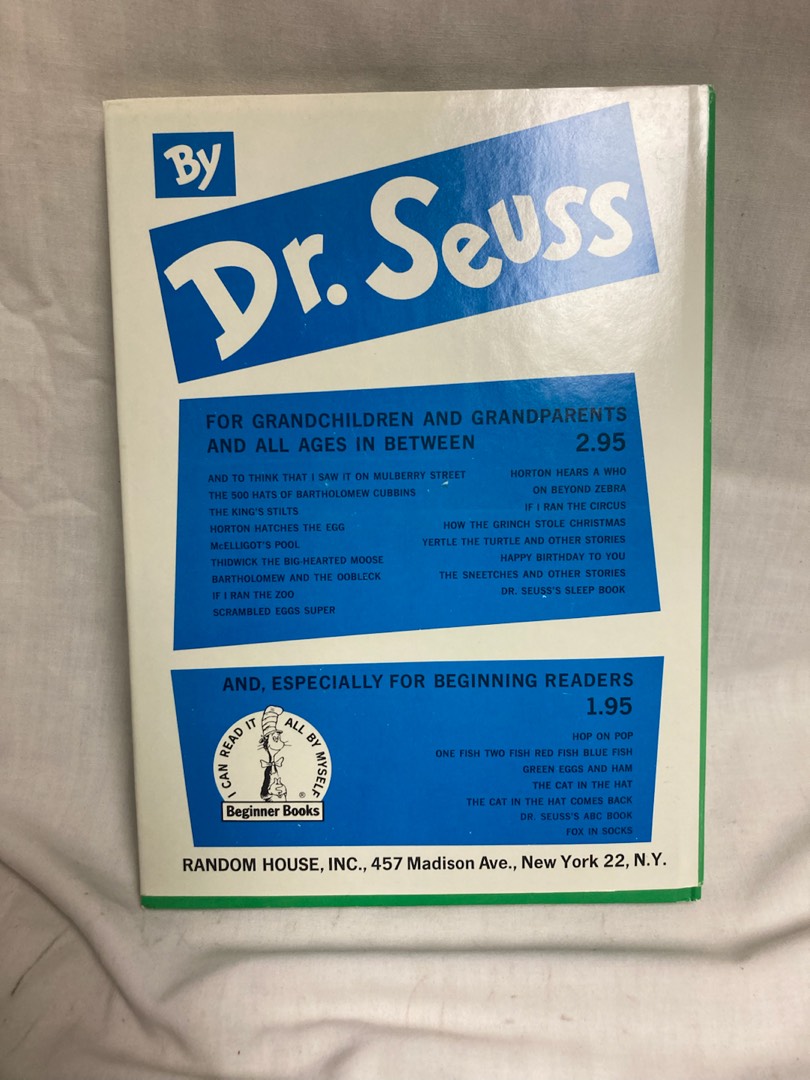 By
Dr. Seuss
FOR GRANDCHILDREN AND GRANDPARENTS
AND ALL AGES IN BETWEEN 2.95
AND TO THINK THAT I SAW IT ON MULBERRY STREET
THE 500 HATS OF BARTHOLOMEW CUBBINS
THE KING'S STILTS
HORTON HATCHES THE EGG
McELLIGOT'S POOL
THIDWICK THE BIG-HEARTED MOOSE
BARTHOLOMEW AND THE OOBLECK
IF I RAN THE ZOO
SCRAMBLED EGGS SUPER
HORTON HEARS A WHO
ON BEYOND ZEBRA
IF I RAN THE CIRCUS
HOW THE GRINCH STOLE CHRISTMAS
YERTLE THE TURTLE AND OTHER STORIES
HAPPY BIRTHDAY TO YOU
THE SNEETCHES AND OTHER STORIES
DR. SEUSS'S SLEEP BOOK
AND, ESPECIALLY FOR BEGINNING READERS
1.95
I CAN READ IT ALL BY MYSELF
®
Beginner Books
HOP ON POP
ONE FISH TWO FISH RED FISH BLUE FISH
GREEN EGGS AND HAM
THE CAT IN THE HAT
THE CAT IN THE HAT COMES BACK
DR. SEUSS'S ABC BOOK
FOX IN SOCKS
RANDOM HOUSE, INC., 457 Madison Ave., New York 22, N.Y.